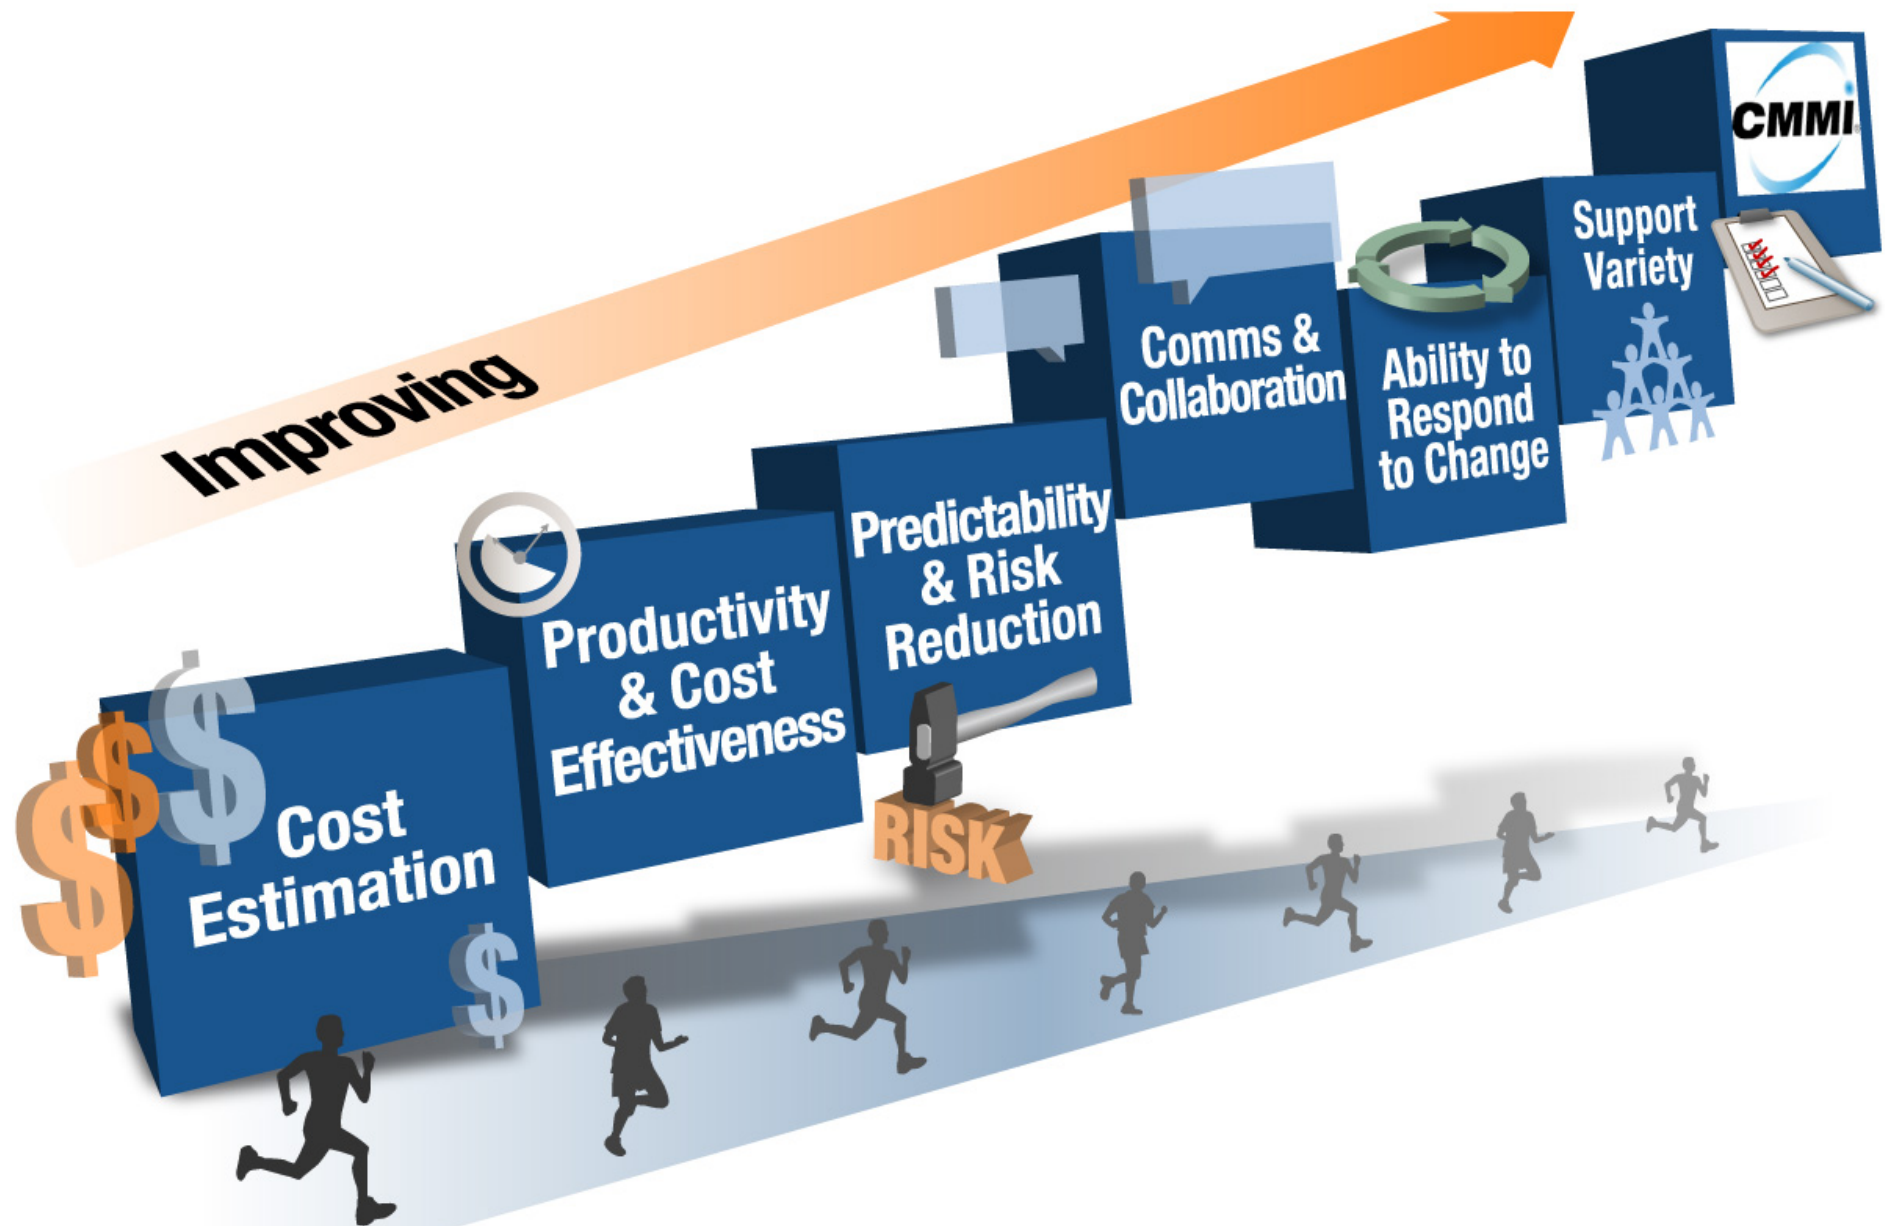 Improving
Cost
Estimation
$
$
$
$
Productivity
& Cost
Effectiveness
Predictability
& Risk
Reduction
RISK
Comms &
Collaboration
Ability to
Respond
to Change
Support
Variety
CMMI®